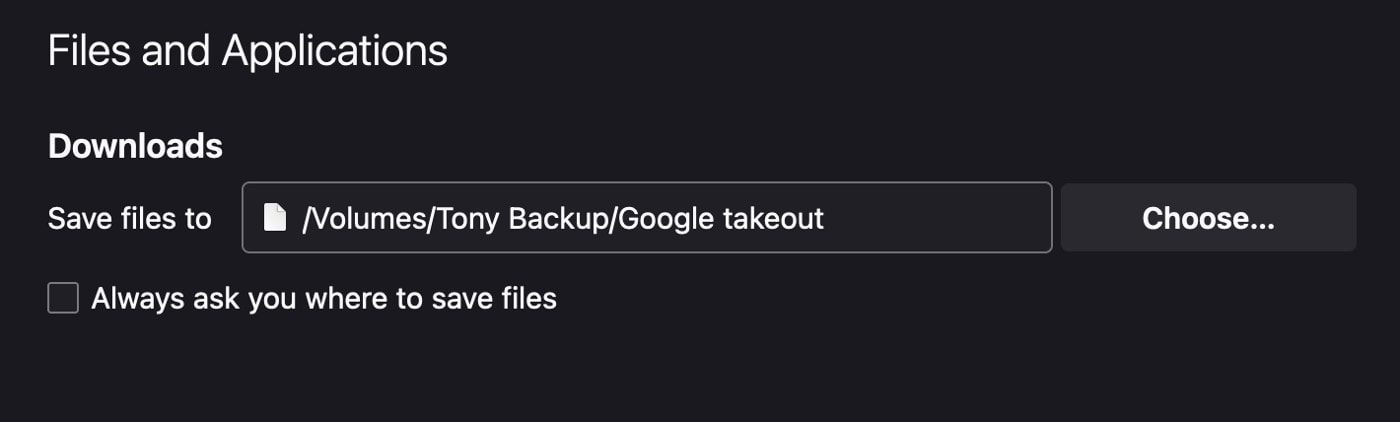 Files and Applications
Downloads
Save files to /Volumes/Tony Backup/Google takeout Choose...
Always ask you where to save files